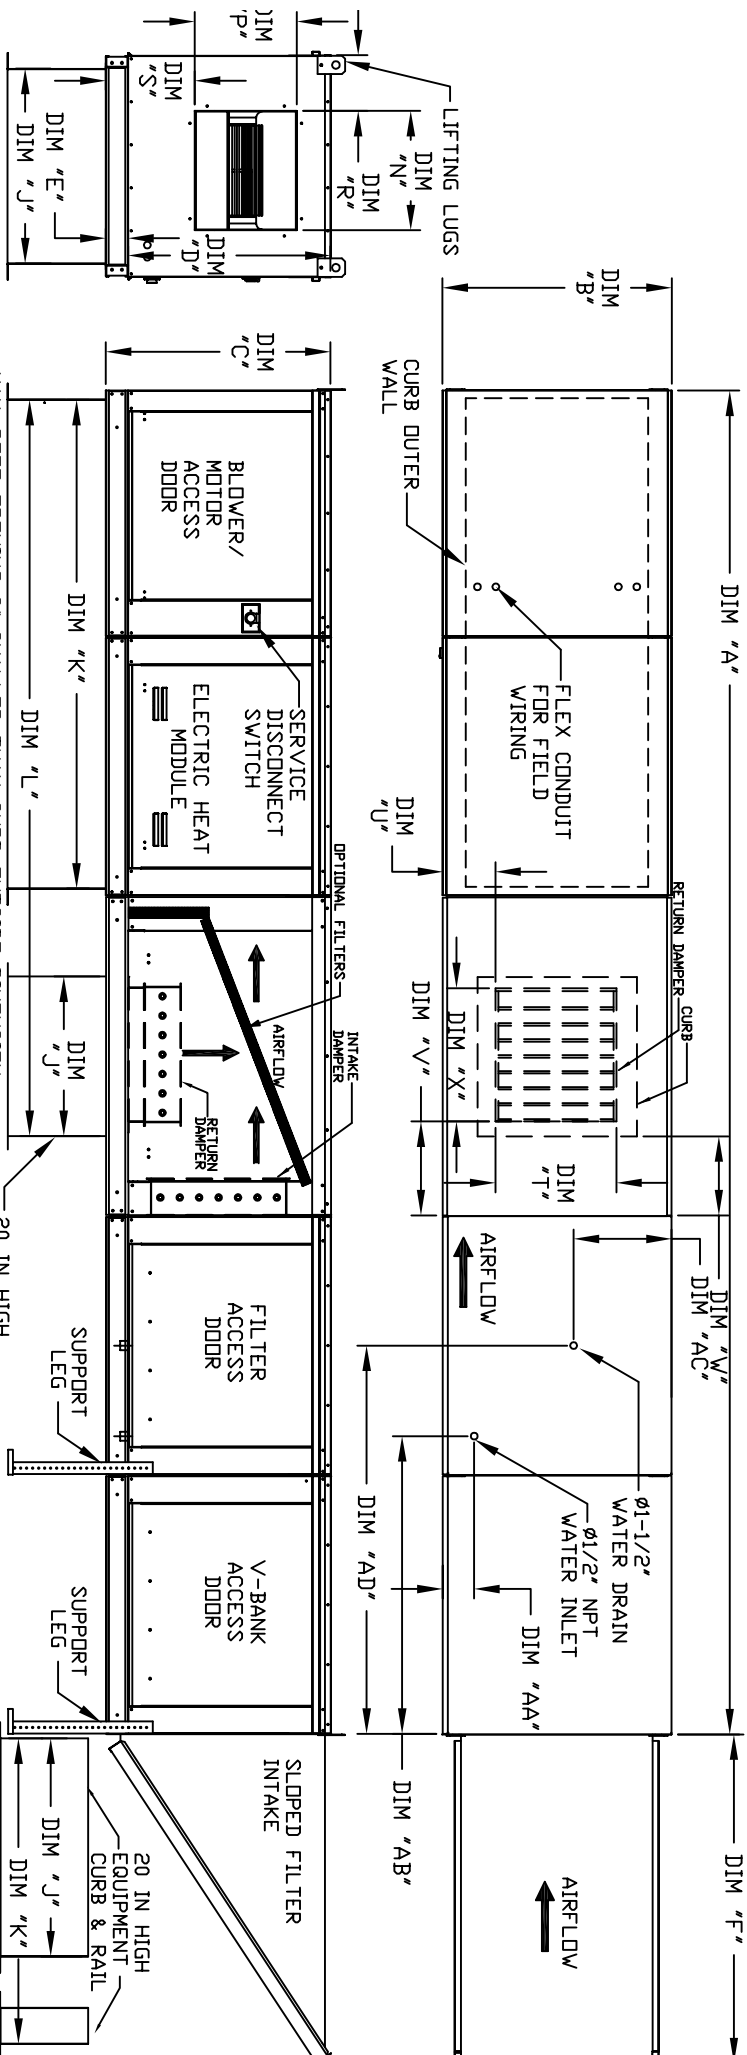 DIM "A"
DIM "F"
DIM
"B"
CURB OUTER
WALL
FLEX CONDUIT
FOR FIELD
WIRING
DIM
"U"
RETURN DAMPER
CURB
DIM "X"
DIM "V"
DIM
"T"
DIM "W"
DIM "AC"
AIRFLOW
ø1-1/2"
WATER DRAIN
ø1/2" NPT
WATER INLET
DIM "AA"
DIM "AD"
DIM "AB"
AIRFLOW
LIFTING LUGS
DIM
"P"
DIM
"N"
DIM
"R"
DIM
"S"
DIM
"D"
DIM "E"
DIM "J"
DIM
"C"
BLOWER/
MOTOR
ACCESS
DOOR
SERVICE
DISCONNECT
SWITCH
ELECTRIC HEAT
MODULE
OPTIONAL FILTERS
AIRFLOW
INTAKE
DAMPER
RETURN
DAMPER
FILTER
ACCESS
DOOR
V-BANK
ACCESS
DOOR
SLOPED FILTER
INTAKE
DIM "K"
DIM "L"
DIM
"J"
20 IN HIGH
SUPPORT
LEG
SUPPORT
LEG
20 IN HIGH
EQUIPMENT
CURB & RAIL
DIM "J"
DIM "K"